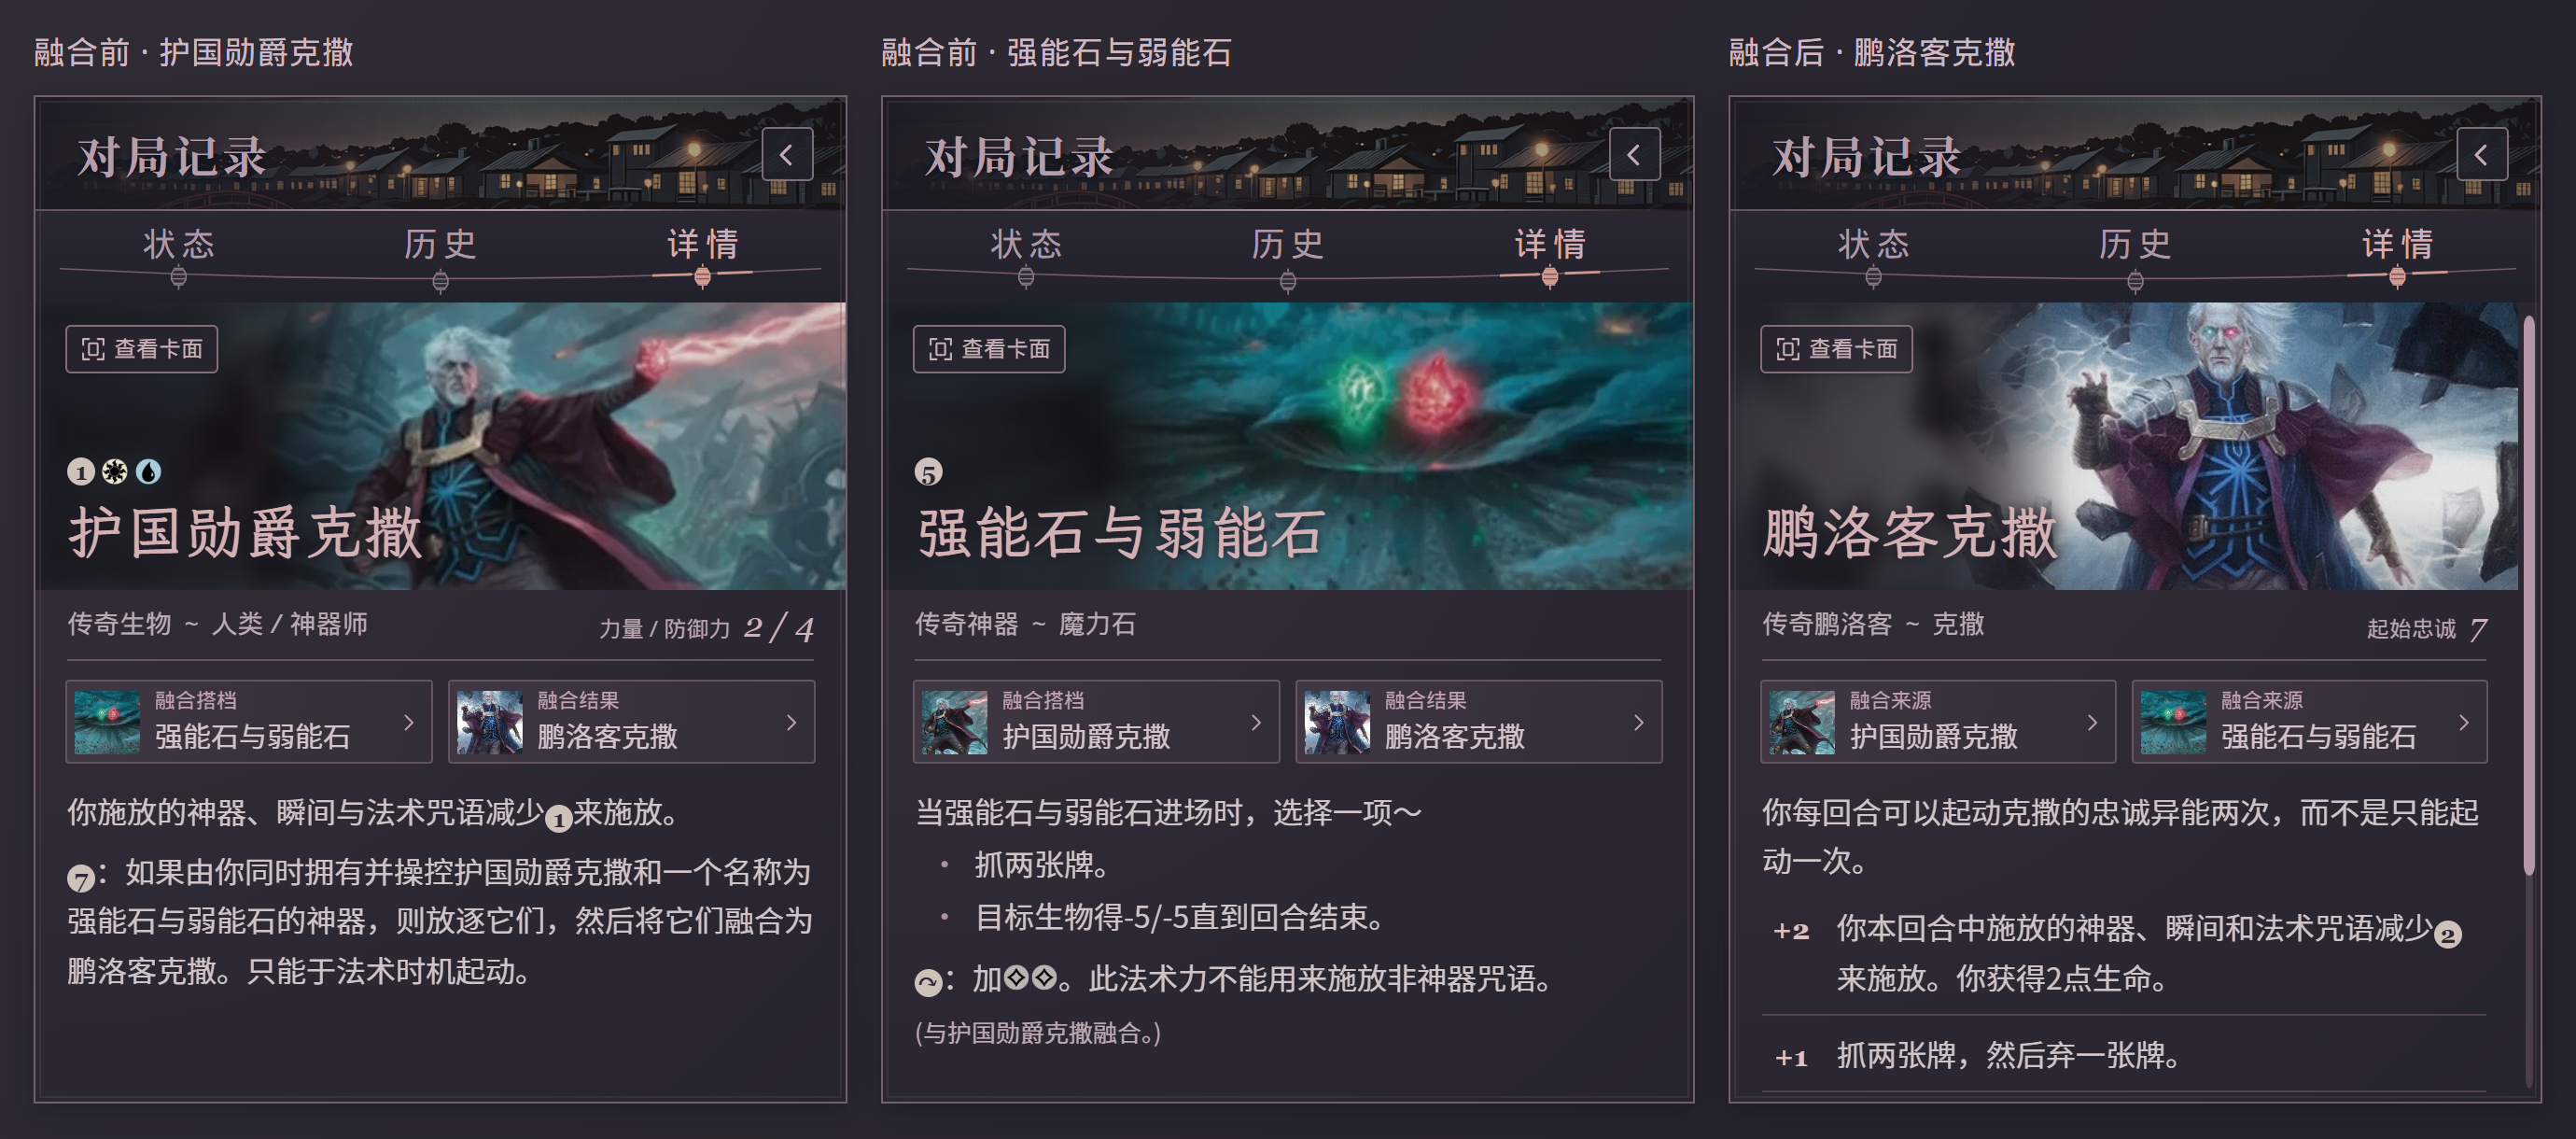 融合前 · 护国勋爵克撒
对局记录
状态 历史 详情
查看卡面
1
护国勋爵克撒
传奇生物 ~ 人类 / 神器师 力量 / 防御力 2 / 4
融合搭档
强能石与弱能石
融合结果
鹏洛客克撒
你施放的神器、瞬间与法术咒语减少1来施放。
7：如果由你同时拥有并操控护国勋爵克撒和一个名称为
强能石与弱能石的神器，则放逐它们，然后将它们融合为
鹏洛客克撒。只能于法术时机起动。
融合前 · 强能石与弱能石
对局记录
状态 历史 详情
查看卡面
5
强能石与弱能石
传奇神器 ~ 魔力石
融合搭档
护国勋爵克撒
融合结果
鹏洛客克撒
当强能石与弱能石进场时，选择一项～
• 抓两张牌。
• 目标生物得-5/-5直到回合结束。
：加。此法术力不能用来施放非神器咒语。
(与护国勋爵克撒融合。)
融合后 · 鹏洛客克撒
对局记录
状态 历史 详情
查看卡面
鹏洛客克撒
传奇鹏洛客 ~ 克撒 起始忠诚 7
融合来源
护国勋爵克撒
融合来源
强能石与弱能石
你每回合可以起动克撒的忠诚异能两次，而不是只能起
动一次。
+2 你本回合中施放的神器、瞬间和法术咒语减少2
来施放。你获得2点生命。
+1 抓两张牌，然后弃一张牌。